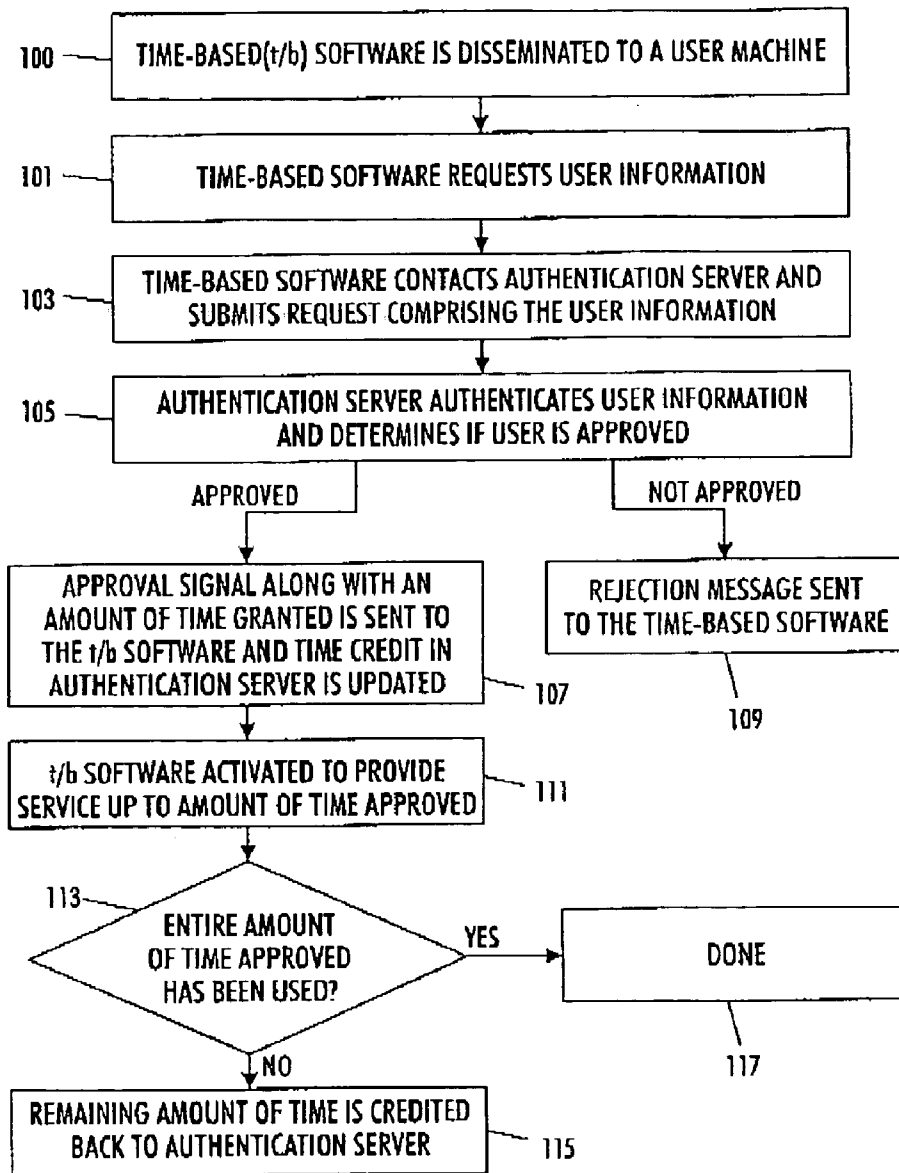 100
TIME-BASED(t/b) SOFTWARE IS DISSEMINATED TO A USER MACHINE
101
TIME-BASED SOFTWARE REQUESTS USER INFORMATION
103
TIME-BASED SOFTWARE CONTACTS AUTHENTICATION SERVER AND
SUBMITS REQUEST COMPRISING THE USER INFORMATION
105
AUTHENTICATION SERVER AUTHENTICATES USER INFORMATION
AND DETERMINES IF USER IS APPROVED
APPROVED
NOT APPROVED
APPROVAL SIGNAL ALONG WITH AN
AMOUNT OF TIME GRANTED IS SENT TO
THE t/b SOFTWARE AND TIME CREDIT IN
AUTHENTICATION SERVER IS UPDATED
107
REJECTION MESSAGE SENT
TO THE TIME-BASED SOFTWARE
109
t/b SOFTWARE ACTIVATED TO PROVIDE
SERVICE UP TO AMOUNT OF TIME APPROVED
111
113
ENTIRE AMOUNT
OF TIME APPROVED
HAS BEEN USED?
YES
DONE
117
NO
REMAINING AMOUNT OF TIME IS CREDITED
BACK TO AUTHENTICATION SERVER
115